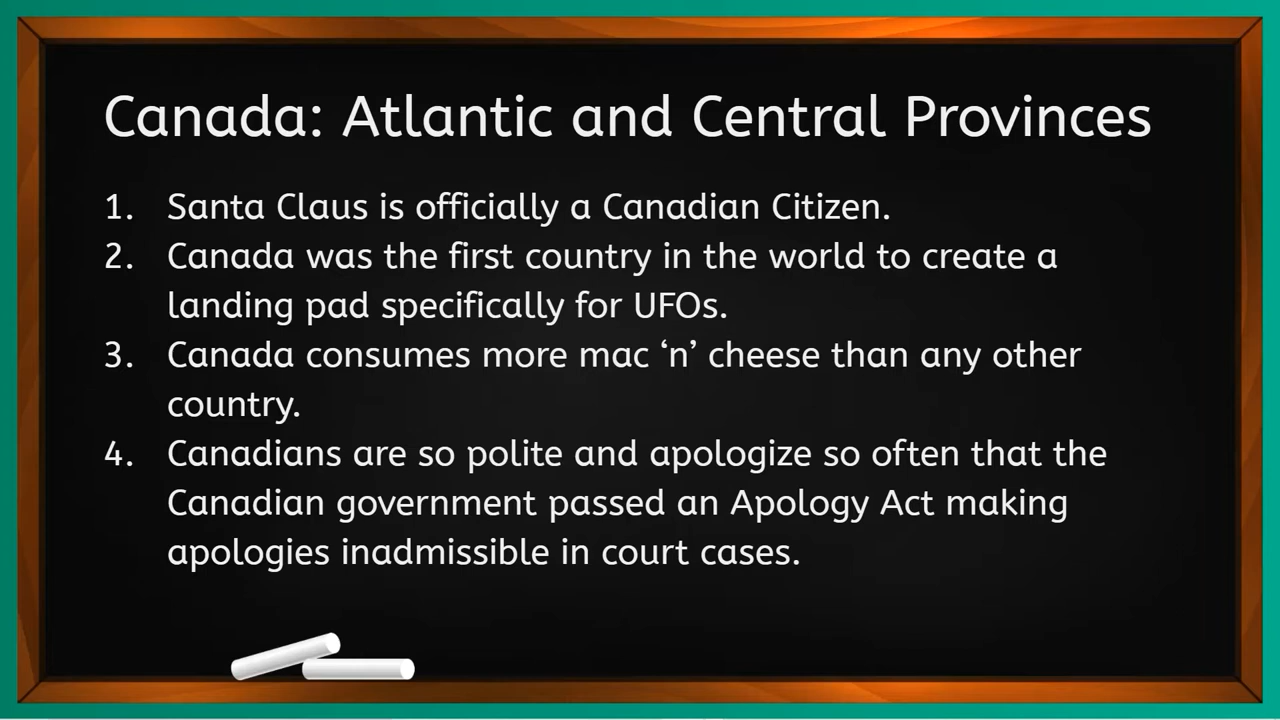 Canada: Atlantic and Central Provinces
1. Santa Claus is officially a Canadian Citizen.
2. Canada was the first country in the world to create a
landing pad specifically for UFOs.
3. Canada consumes more mac ‘n’ cheese than any other
country.
4. Canadians are so polite and apologize so often that the
Canadian government passed an Apology Act making
apologies inadmissible in court cases.